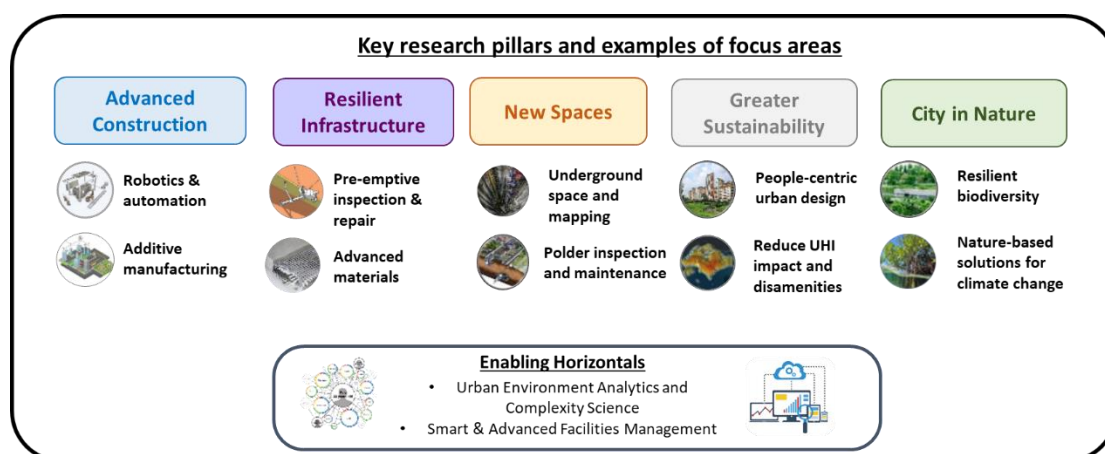 Key research pillars and examples of focus areas
Advanced
Construction
Resilient
Infrastructure
New Spaces
Greater
Sustainability
City in Nature
Robotics &
automation
Pre-emptive
inspection &
repair
Underground
space and
mapping
People-centric
urban design
Resilient
biodiversity
Additive
manufacturing
Advanced
materials
Polder inspection
and maintenance
Reduce UHI
impact and
disamenities
Nature-based
solutions for
climate change
Enabling Horizontals
• Urban Environment Analytics and
Complexity Science
• Smart & Advanced Facilities Management